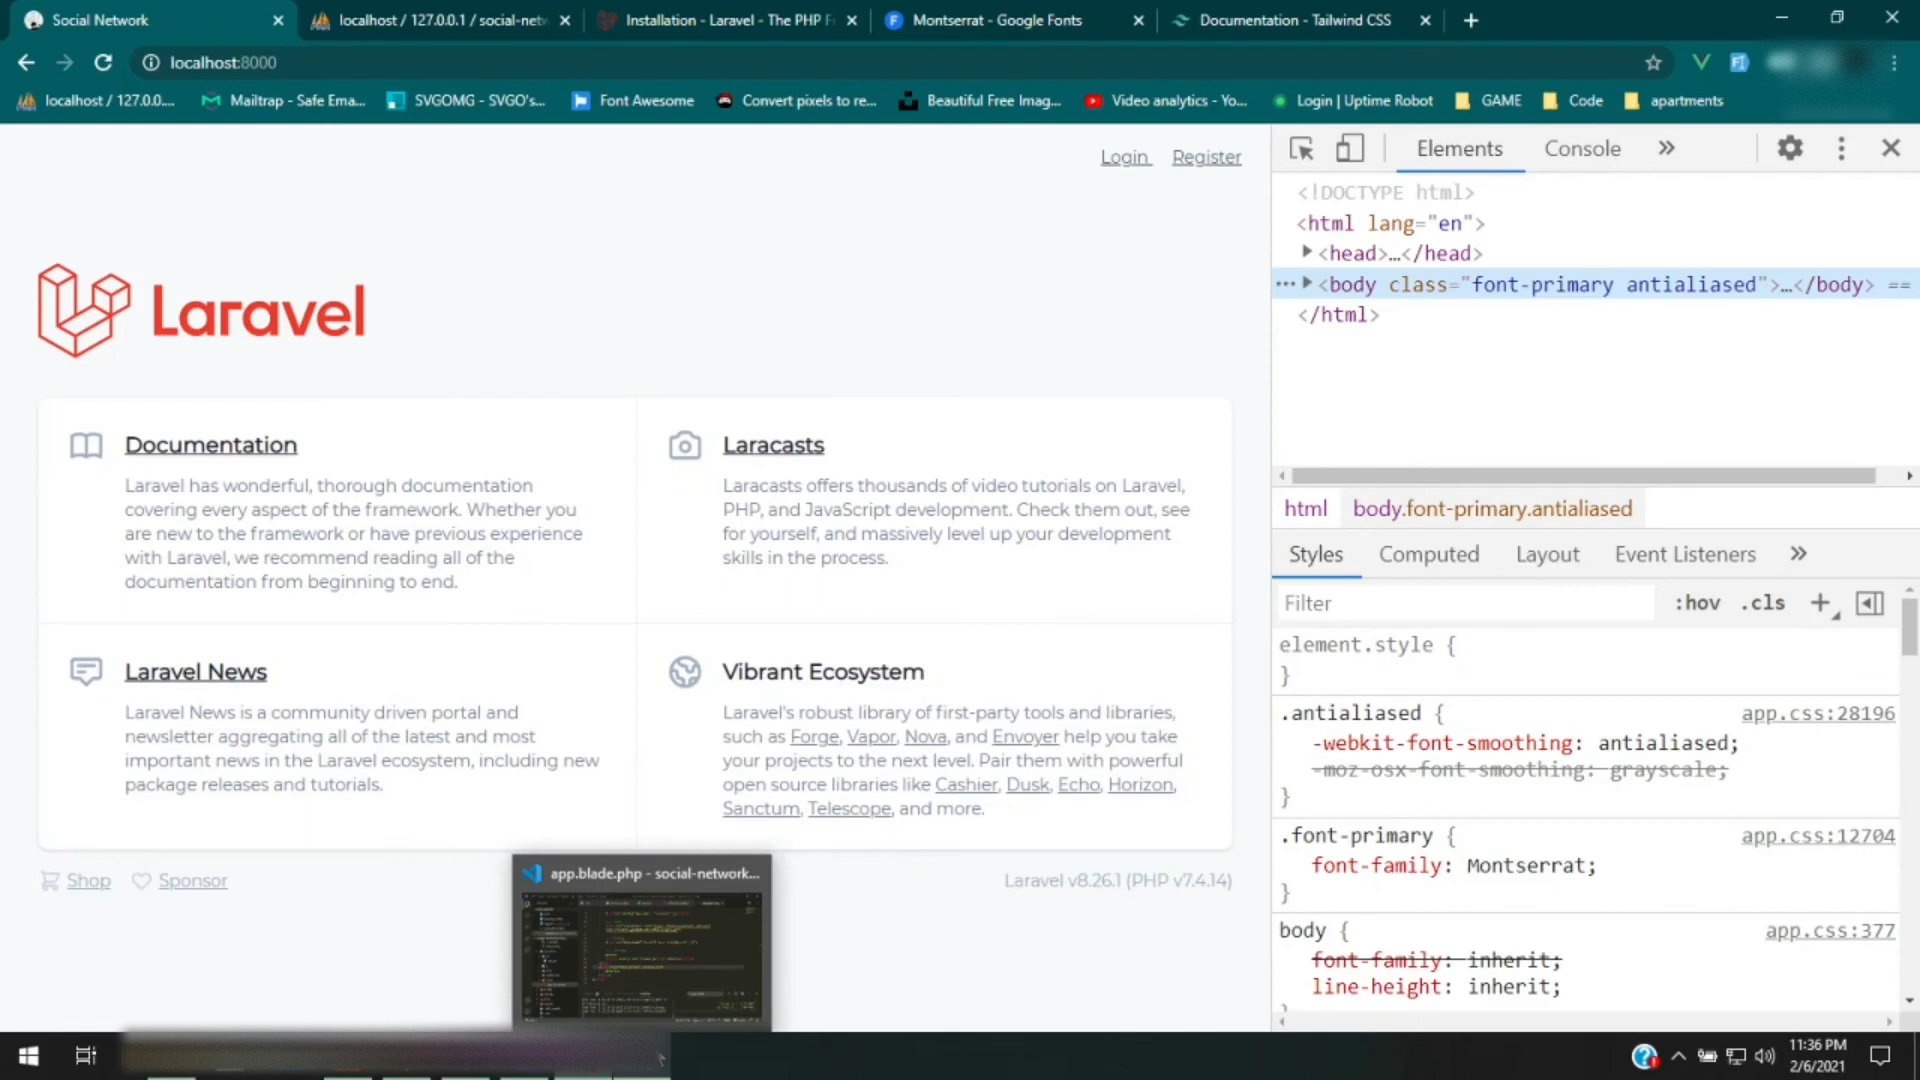 Social Network
localhost / 127.0.0.1 / social-netw
Installation - Laravel - The PHP F
Montserrat - Google Fonts
Documentation - Tailwind CSS
localhost:8000
localhost / 127.0.0....
Mailtrap - Safe Ema...
SVGOMG - SVGO's...
Font Awesome
Convert pixels to re...
Beautiful Free Imag...
Video analytics - Yo...
Login | Uptime Robot
GAME
Code
apartments
Login
Register
Laravel
Documentation
Laravel has wonderful, thorough documentation
covering every aspect of the framework. Whether you
are new to the framework or have previous experience
with Laravel, we recommend reading all of the
documentation from beginning to end.
Laracasts
Laracasts offers thousands of video tutorials on Laravel,
PHP, and JavaScript development. Check them out, see
for yourself, and massively level up your development
skills in the process.
Laravel News
Laravel News is a community driven portal and
newsletter aggregating all of the latest and most
important news in the Laravel ecosystem, including new
package releases and tutorials.
Vibrant Ecosystem
Laravel's robust library of first-party tools and libraries,
such as Forge, Vapor, Nova, and Envoyer help you take
your projects to the next level. Pair them with powerful
open source libraries like Cashier, Dusk, Echo, Horizon,
Sanctum, Telescope, and more.
Shop
Sponsor
Laravel v8.26.1 (PHP v7.4.14)
app.blade.php - social-network...
Elements
Console
<!DOCTYPE html>
<html lang="en">
<head>…</head>
<body class="font-primary antialiased">…</body> ==
</html>
html
body.font-primary.antialiased
Styles
Computed
Layout
Event Listeners
Filter
:hov
.cls
element.style {
}
.antialiased {
app.css:28196
-webkit-font-smoothing: antialiased;
-moz-osx-font-smoothing: grayscale;
}
.font-primary {
app.css:12704
font-family: Montserrat;
}
body {
app.css:377
font-family: inherit;
line-height: inherit;
11:36 PM
2/6/2021